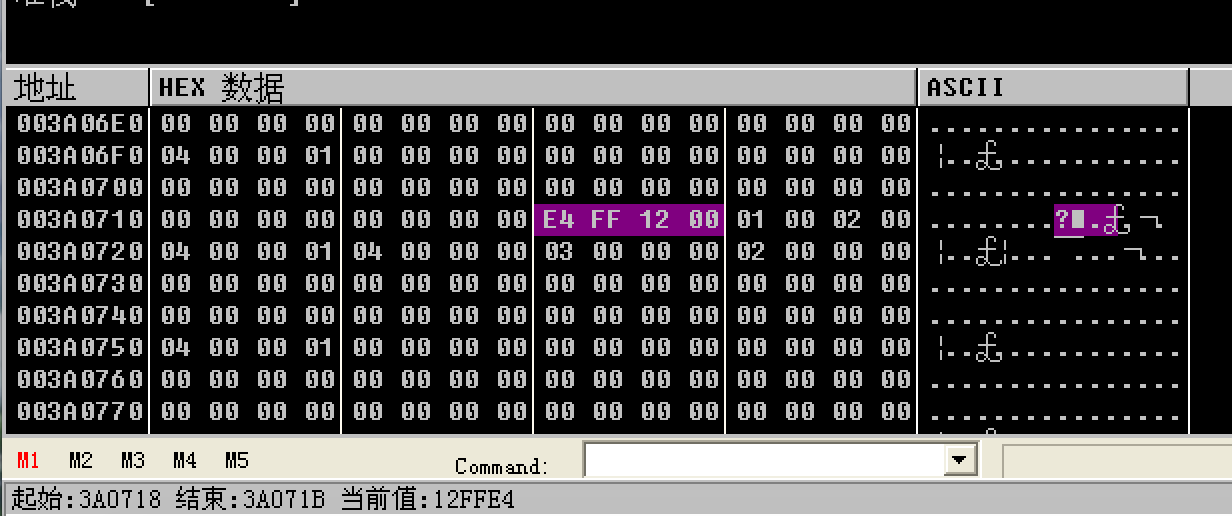 地址 HEX 数据 ASCII
003A06E0 00 00 00 00 00 00 00 00 00 00 00 00 00 00 00 00 ................
003A06F0 04 00 00 01 00 00 00 00 00 00 00 00 00 00 00 00 ¦..£............
003A0700 00 00 00 00 00 00 00 00 00 00 00 00 00 00 00 00 ................
003A0710 00 00 00 00 00 00 00 00 E4 FF 12 00 01 00 02 00 ........?■.£ ¬
003A0720 04 00 00 01 04 00 00 00 03 00 00 00 02 00 00 00 ¦..£¦... ...¬...
003A0730 00 00 00 00 00 00 00 00 00 00 00 00 00 00 00 00 ................
003A0740 00 00 00 00 00 00 00 00 00 00 00 00 00 00 00 00 ................
003A0750 04 00 00 01 00 00 00 00 00 00 00 00 00 00 00 00 ¦..£............
003A0760 00 00 00 00 00 00 00 00 00 00 00 00 00 00 00 00 ................
003A0770 00 00 00 00 00 00 00 00 00 00 00 00 00 00 00 00 ................
M1 M2 M3 M4 M5 Command:
起始:3A0718 结束:3A071B 当前值:12FFE4